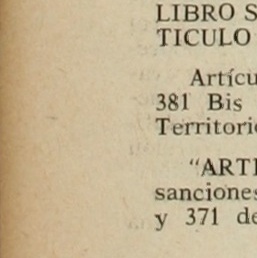 LIBRO S
TICULO
Artícu
381 Bis
Territori
"ARTI
sanciones
y 371 de